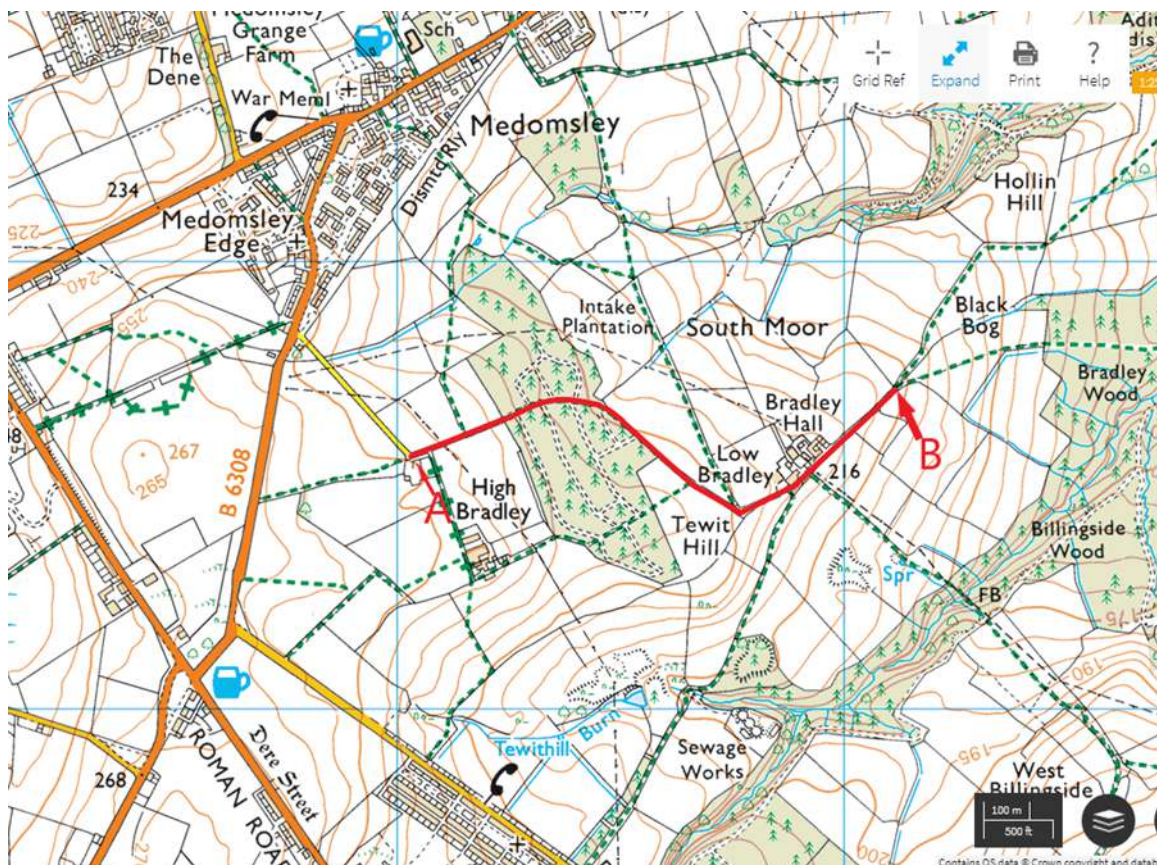 Medomsley
Grange
Farm
Sch
The
Dene
War Meml
Medomsley
Dismtd Rly
234
Medomsley
Edge
225
240
255
Hollin
Hill
Intake
Plantation
South Moor
Black
Bog
Bradley
Wood
Bradley
Hall
267
265
B 6308
A
High
Bradley
Low
Bradley
216
B
Tewit
Hill
Billingside
Wood
Spr
FB
175
190
Tewithill
Burn
Sewage
Works
195
West
Billingside
268
ROMAN
ROAD
Dere Street
200
Grid Ref
Expand
Print
Help
?
100 m
500 ft
Contains OS data © Crown copyright and data